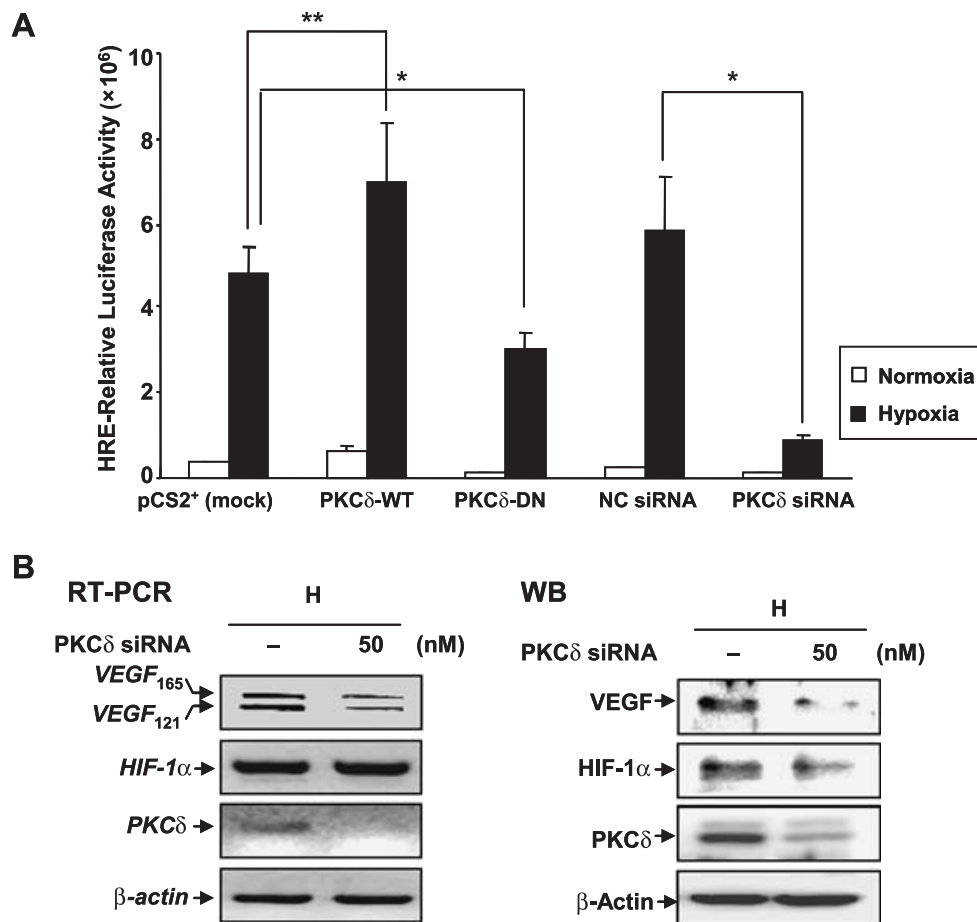 A
HRE-Relative Luciferase Activity (×10⁶)
10
8
6
4
2
0
**
*
*
Normoxia
Hypoxia
pCS2⁺ (mock)
PKCδ-WT
PKCδ-DN
NC siRNA
PKCδ siRNA
B
RT-PCR
H
PKCδ siRNA – 50 (nM)
VEGF₁₆₅
VEGF₁₂₁
HIF-1α
PKCδ
β-actin
WB
H
PKCδ siRNA – 50 (nM)
VEGF
HIF-1α
PKCδ
β-Actin